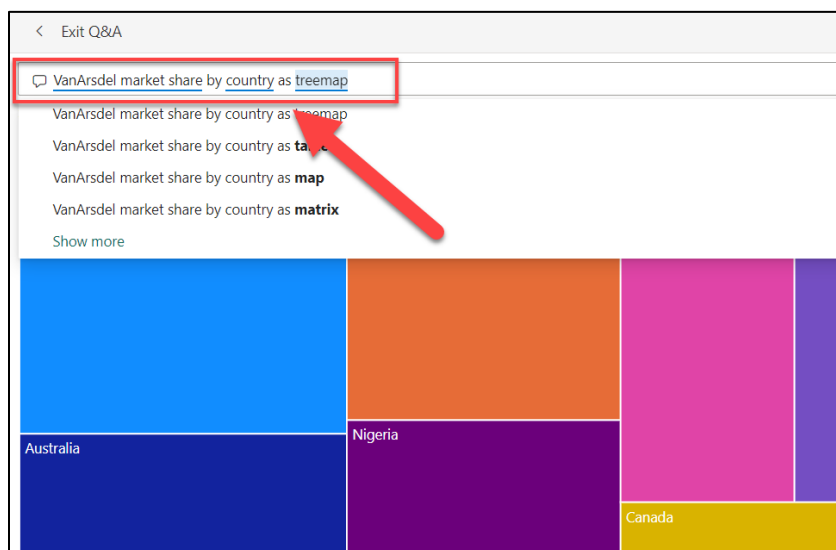 Exit Q&A
VanArsdel market share by country as treemap
VanArsdel market share by country as treemap
VanArsdel market share by country as
VanArsdel market share by country as map
VanArsdel market share by country as matrix
Show more
Australia
Nigeria
Canada